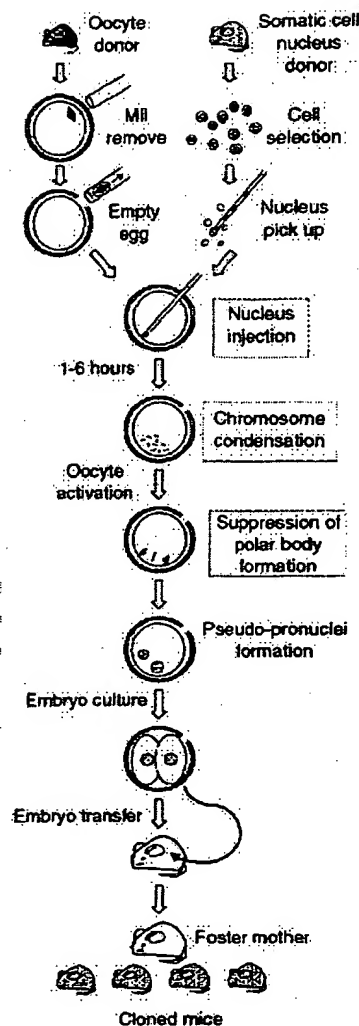 Oocyte
donor
Somatic cell
nucleus
donor
MII
remove
Cell
selection
Empty
egg
Nucleus
pick up
Nucleus
injection
1-6 hours
Chromosome
condensation
Oocyte
activation
Suppression of
polar body
formation
Pseudo-pronuclei
formation
Embryo culture
Embryo transfer
Foster mother
Cloned mice